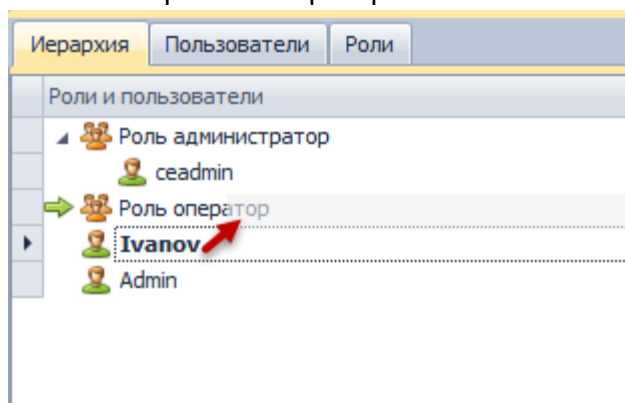 Иерархия Пользователи Роли
Роли и пользователи
Роль администратор
ceadmin
Роль оператор
Ivanov
Admin